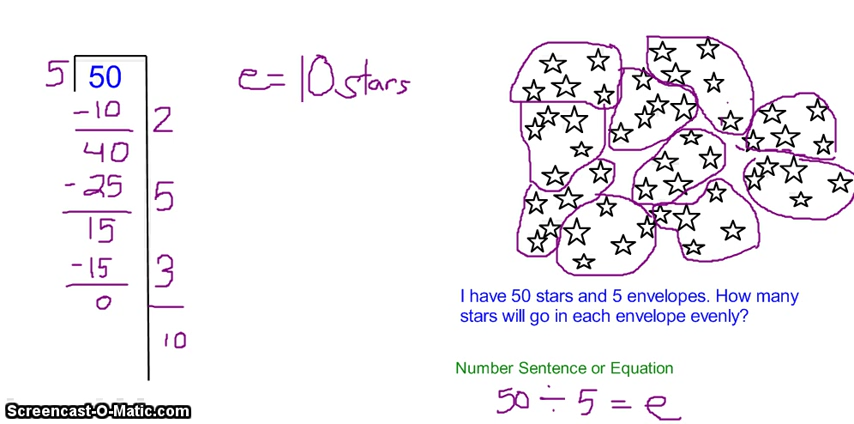 5 50
-10 2
40
-25 5
15
-15 3
0
10
e = 10 stars
I have 50 stars and 5 envelopes. How many
stars will go in each envelope evenly?
Number Sentence or Equation
50 ÷ 5 = e
Screencast-O-Matic.com